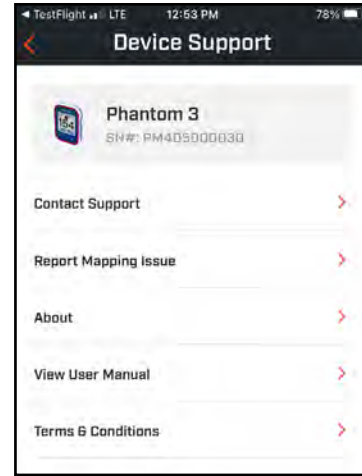 ◀ TestFlight LTE 12:53 PM 78%
Device Support
Phantom 3
SN#: PM405000030
Contact Support
Report Mapping Issue
About
View User Manual
Terms & Conditions